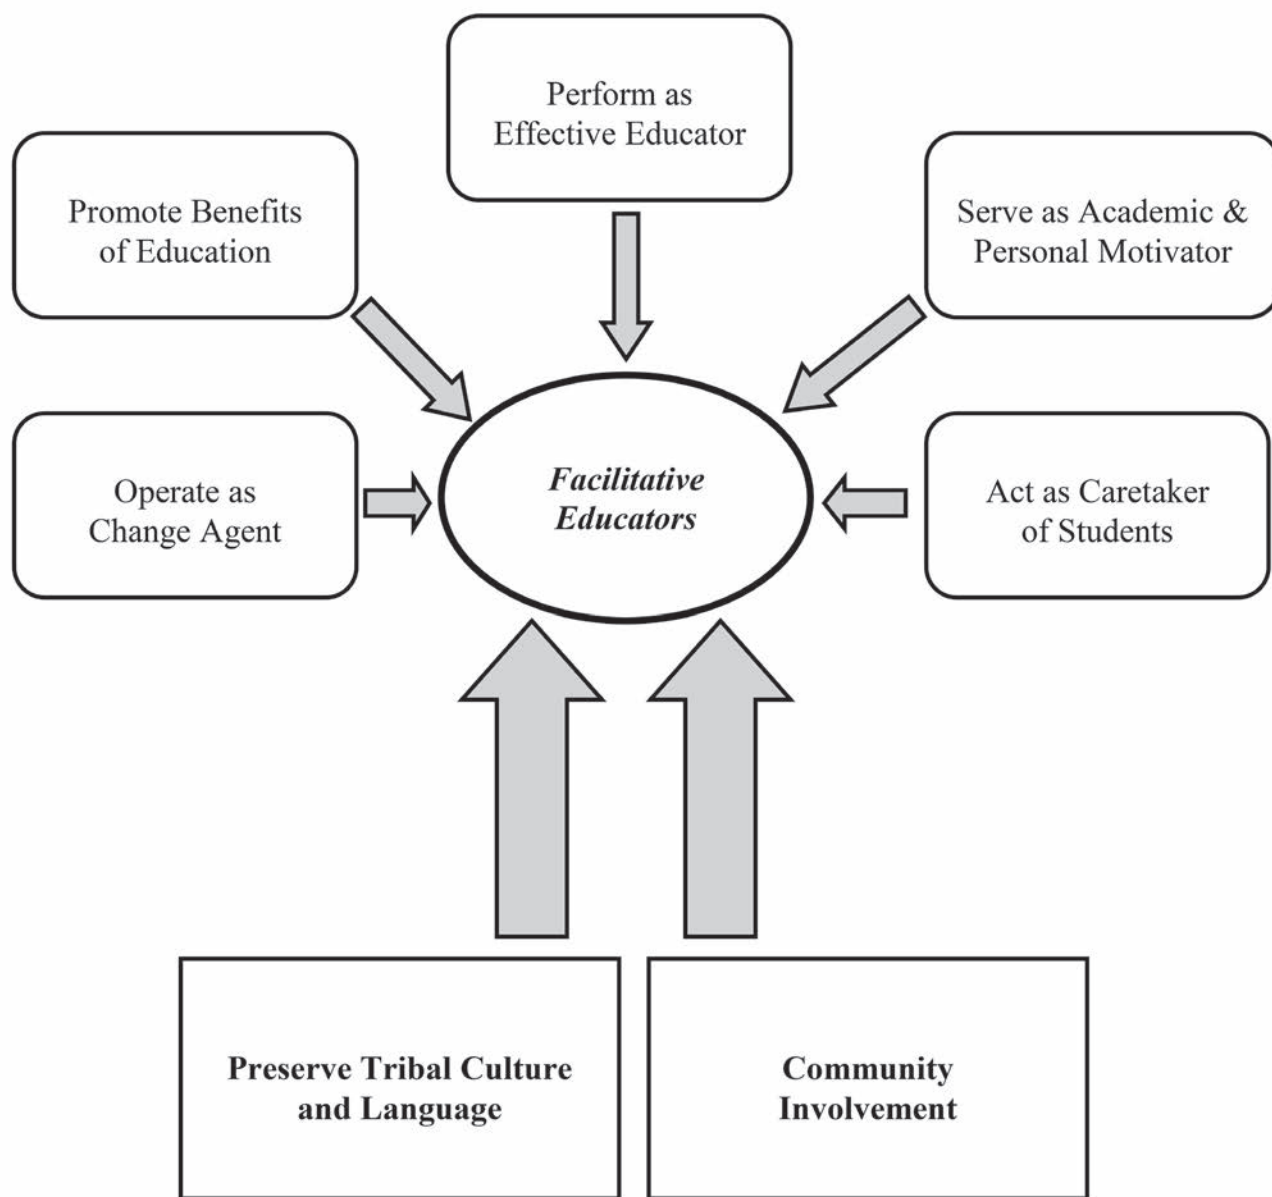 Perform as
Effective Educator
Promote Benefits
of Education
Serve as Academic &
Personal Motivator
Facilitative
Educators
Operate as
Change Agent
Act as Caretaker
of Students
Preserve Tribal Culture
and Language
Community
Involvement